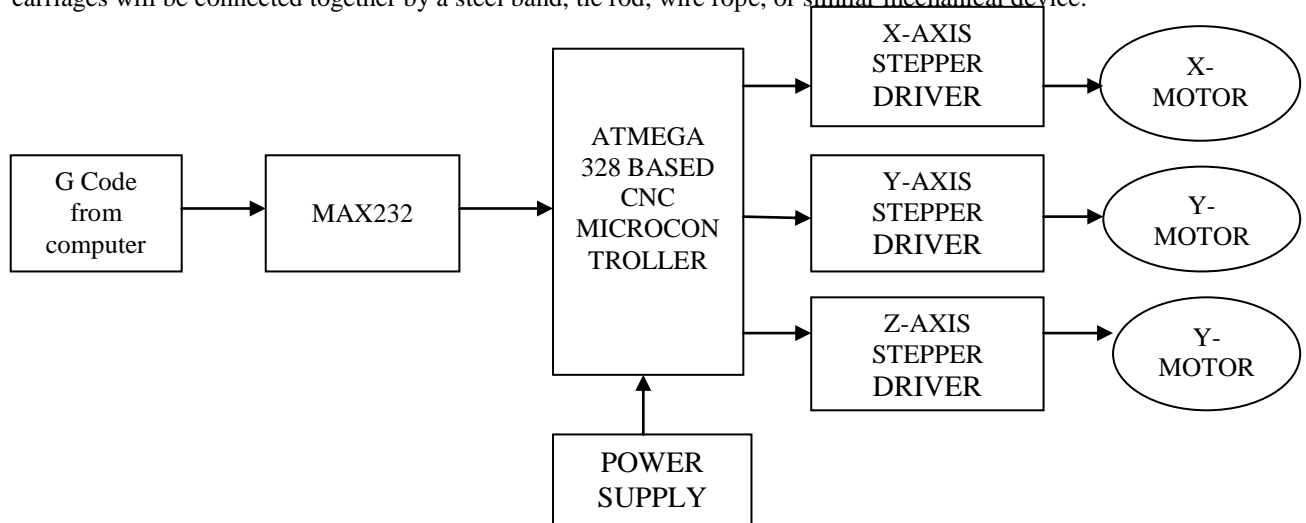 carriages will be connected together by a steel band, tie rod, wire rope, or similar mechanical device.
X-AXIS
STEPPER
DRIVER
X-
MOTOR
ATMEGA
328 BASED
CNC
MICROCON
TROLLER
G Code
from
computer
MAX232
Y-AXIS
STEPPER
DRIVER
Y-
MOTOR
Z-AXIS
STEPPER
DRIVER
Y-
MOTOR
POWER
SUPPLY